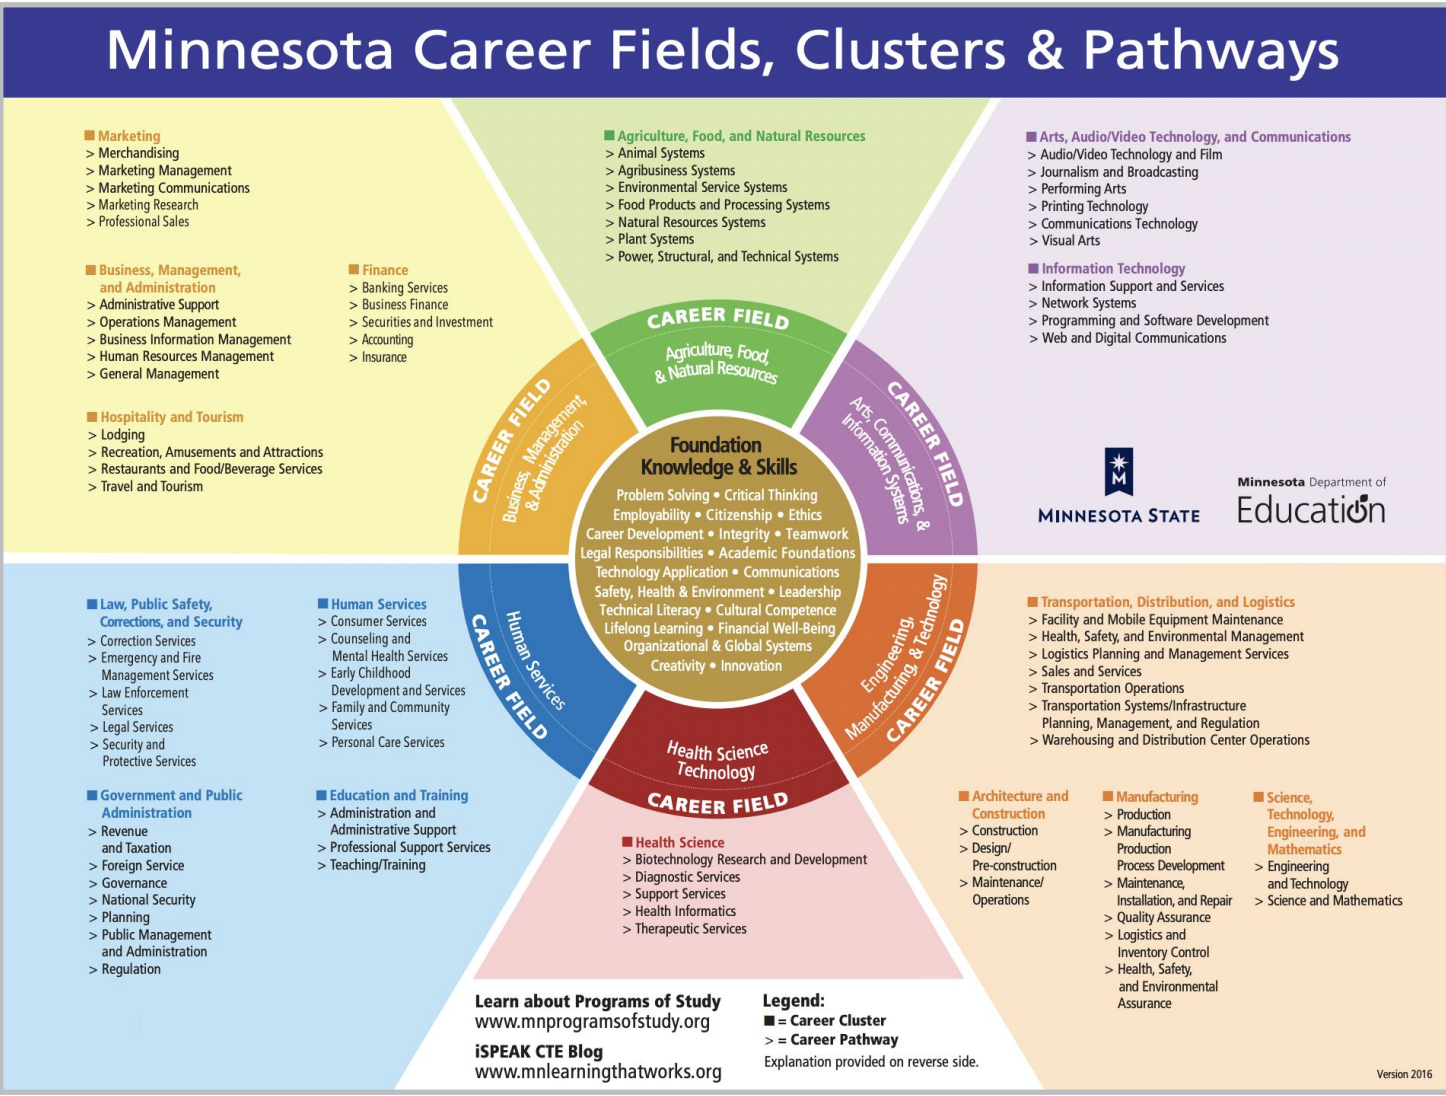 Minnesota Career Fields, Clusters & Pathways
■ Marketing
> Merchandising
> Marketing Management
> Marketing Communications
> Marketing Research
> Professional Sales
■ Business, Management,
and Administration
> Administrative Support
> Operations Management
> Business Information Management
> Human Resources Management
> General Management
■ Finance
> Banking Services
> Business Finance
> Securities and Investment
> Accounting
> Insurance
■ Hospitality and Tourism
> Lodging
> Recreation, Amusements and Attractions
> Restaurants and Food/Beverage Services
> Travel and Tourism
CAREER FIELD
Business, Management,
& Administration
■ Agriculture, Food, and Natural Resources
> Animal Systems
> Agribusiness Systems
> Environmental Service Systems
> Food Products and Processing Systems
> Natural Resources Systems
> Plant Systems
> Power, Structural, and Technical Systems
CAREER FIELD
Agriculture, Food,
& Natural Resources
■ Arts, Audio/Video Technology, and Communications
> Audio/Video Technology and Film
> Journalism and Broadcasting
> Performing Arts
> Printing Technology
> Communications Technology
> Visual Arts
■ Information Technology
> Information Support and Services
> Network Systems
> Programming and Software Development
> Web and Digital Communications
CAREER FIELD
Arts, Communications, &
Information Systems
M
MINNESOTA STATE
Minnesota Department of
Education
Foundation
Knowledge & Skills
Problem Solving • Critical Thinking
Employability • Citizenship • Ethics
Career Development • Integrity • Teamwork
Legal Responsibilities • Academic Foundations
Technology Application • Communications
Safety, Health & Environment • Leadership
Technical Literacy • Cultural Competence
Lifelong Learning • Financial Well-Being
Organizational & Global Systems
Creativity • Innovation
■ Law, Public Safety,
Corrections, and Security
> Correction Services
> Emergency and Fire
Management Services
> Law Enforcement
Services
> Legal Services
> Security and
Protective Services
■ Human Services
> Consumer Services
> Counseling and
Mental Health Services
> Early Childhood
Development and Services
> Family and Community
Services
> Personal Care Services
■ Government and Public
Administration
> Revenue
and Taxation
> Foreign Service
> Governance
> National Security
> Planning
> Public Management
and Administration
> Regulation
■ Education and Training
> Administration and
Administrative Support
> Professional Support Services
> Teaching/Training
Human Services
CAREER FIELD
Health Science
Technology
CAREER FIELD
■ Health Science
> Biotechnology Research and Development
> Diagnostic Services
> Support Services
> Health Informatics
> Therapeutic Services
Engineering,
Manufacturing, & Technology
CAREER FIELD
■ Transportation, Distribution, and Logistics
> Facility and Mobile Equipment Maintenance
> Health, Safety, and Environmental Management
> Logistics Planning and Management Services
> Sales and Services
> Transportation Operations
> Transportation Systems/Infrastructure
Planning, Management, and Regulation
> Warehousing and Distribution Center Operations
■ Architecture and
Construction
> Construction
> Design/
Pre-construction
> Maintenance/
Operations
■ Manufacturing
> Production
> Manufacturing
Production
Process Development
> Maintenance,
Installation, and Repair
> Quality Assurance
> Logistics and
Inventory Control
> Health, Safety,
and Environmental
Assurance
■ Science,
Technology,
Engineering, and
Mathematics
> Engineering
and Technology
> Science and Mathematics
Learn about Programs of Study
www.mnprogramsofstudy.org
iSPEAK CTE Blog
www.mnlearningthatworks.org
Legend:
■ = Career Cluster
> = Career Pathway
Explanation provided on reverse side.
Version 2016